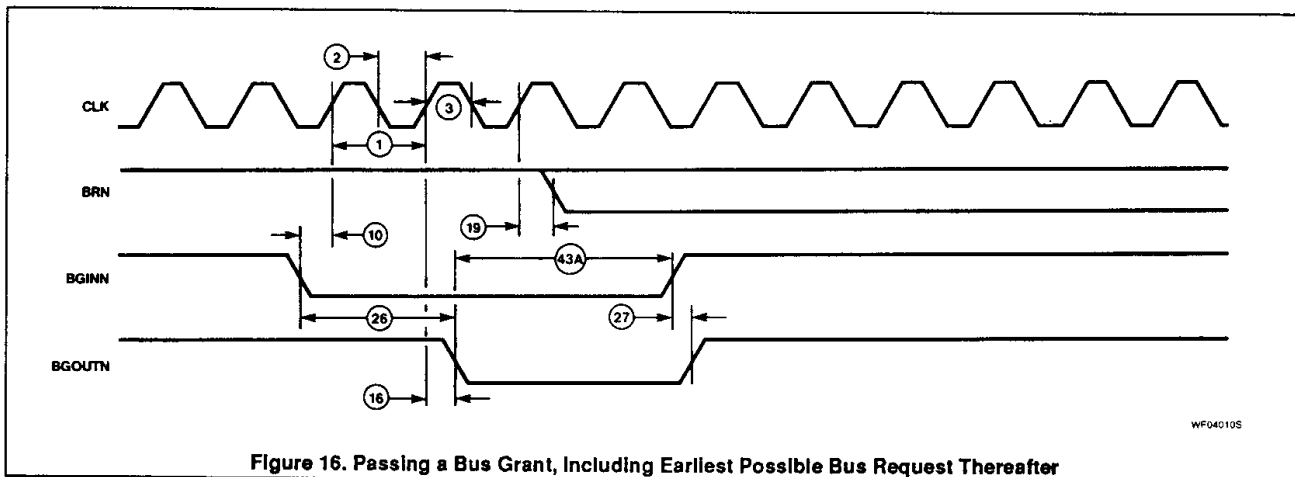 2
CLK
3
1
BRN
19
10
43A
BGINN
26
27
BGOUTN
16
WF04010S
Figure 16. Passing a Bus Grant, Including Earliest Possible Bus Request Thereafter